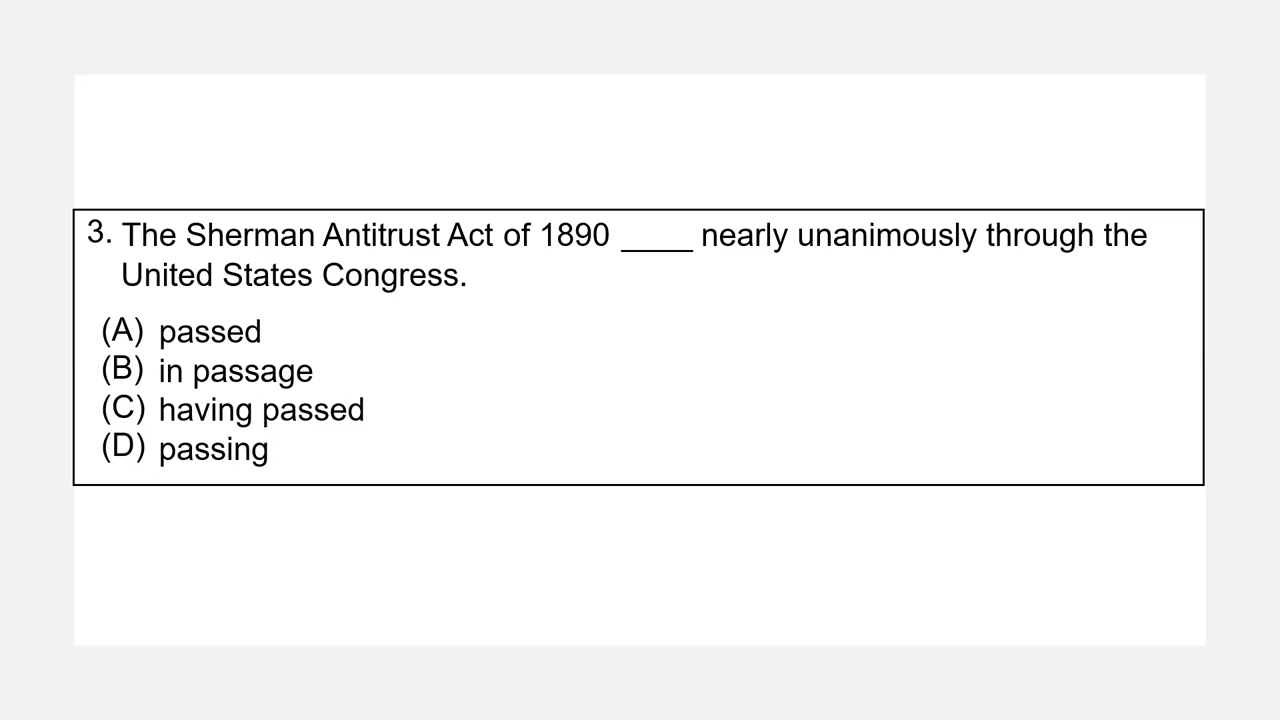 3. The Sherman Antitrust Act of 1890 ____ nearly unanimously through the
United States Congress.
(A) passed
(B) in passage
(C) having passed
(D) passing